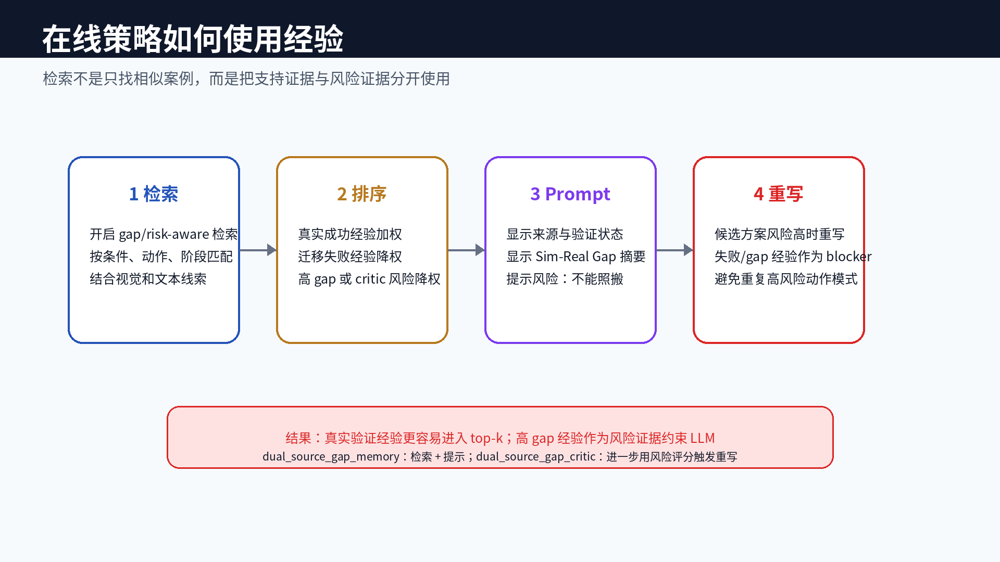 在线策略如何使用经验
检索不是只找相似案例，而是把支持证据与风险证据分开使用
1 检索
开启 gap/risk-aware 检索
按条件、动作、阶段匹配
结合视觉和文本线索
2 排序
真实成功经验加权
迁移失败经验降权
高 gap 或 critic 风险降权
3 Prompt
显示来源与验证状态
显示 Sim-Real Gap 摘要
提示风险：不能照搬
4 重写
候选方案风险高时重写
失败/gap 经验作为 blocker
避免重复高风险动作模式
结果：真实验证经验更容易进入 top-k；高 gap 经验作为风险证据约束 LLM
dual_source_gap_memory：检索 + 提示；dual_source_gap_critic：进一步用风险评分触发重写